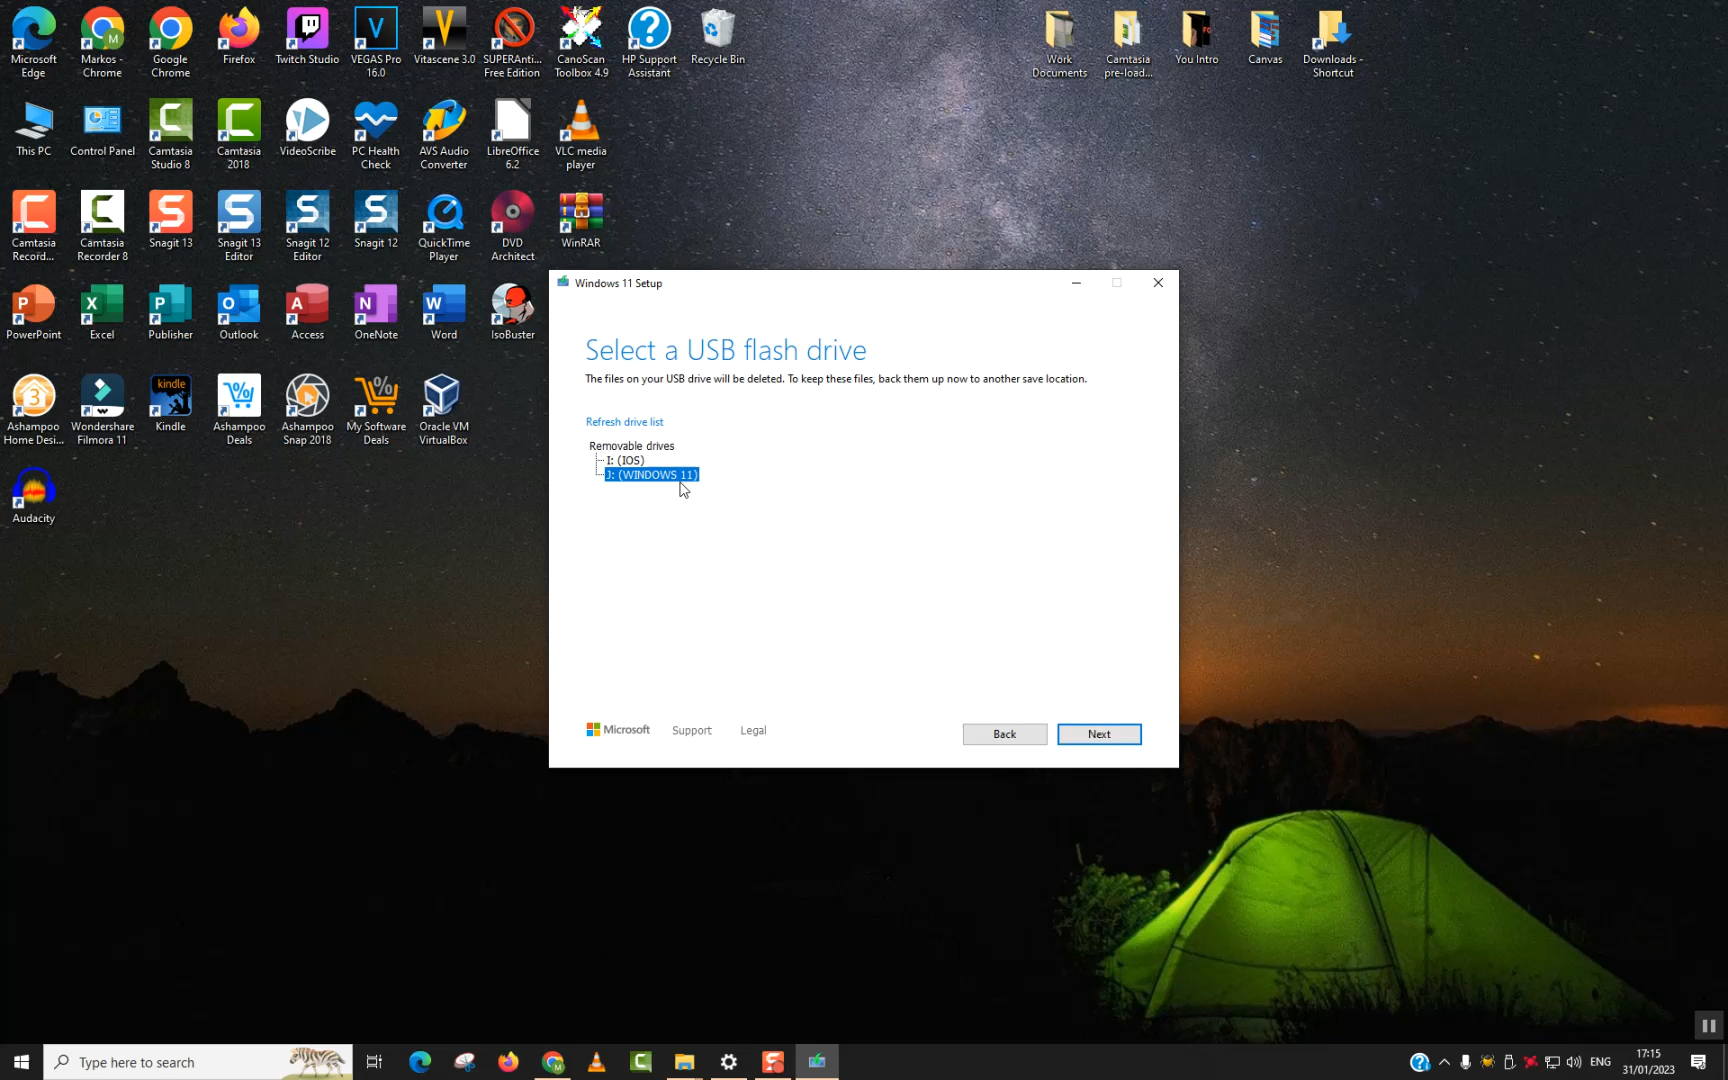 Microsoft Edge
Markos - Chrome
Google Chrome
Firefox
Twitch Studio
VEGAS Pro 16.0
Vitascene 3.0
SUPERAnti... Free Edition
CanoScan Toolbox 4.9
HP Support Assistant
Recycle Bin
Work Documents
Camtasia pre-load...
You Intro
Canvas
Downloads - Shortcut
This PC
Control Panel
Camtasia Studio 8
Camtasia 2018
VideoScribe
PC Health Check
AVS Audio Converter
LibreOffice 6.2
VLC media player
Camtasia Record...
Camtasia Recorder 8
Snagit 13
Snagit 13 Editor
Snagit 12 Editor
Snagit 12
QuickTime Player
DVD Architect
WinRAR
PowerPoint
Excel
Publisher
Outlook
Access
OneNote
Word
IsoBuster
Ashampoo Home Desi...
Wondershare Filmora 11
kindle
Kindle
Ashampoo Deals
Ashampoo Snap 2018
My Software Deals
Oracle VM VirtualBox
Audacity
Windows 11 Setup
Select a USB flash drive
The files on your USB drive will be deleted. To keep these files, back them up now to another save location.
Refresh drive list
Removable drives
I: (IOS)
J: (WINDOWS 11)
Microsoft
Support
Legal
Back
Next
Type here to search
ENG
17:15
31/01/2023